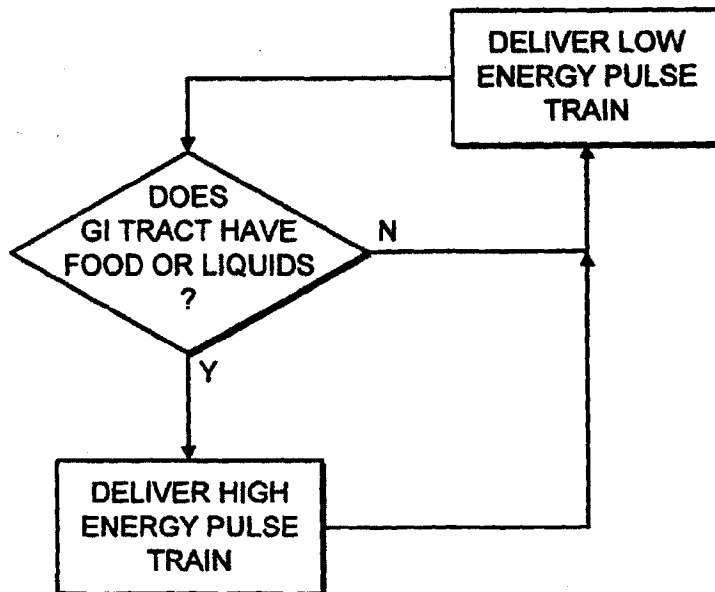 DELIVER LOW
ENERGY PULSE
TRAIN
DOES
GI TRACT HAVE
FOOD OR LIQUIDS
?
N
Y
DELIVER HIGH
ENERGY PULSE
TRAIN